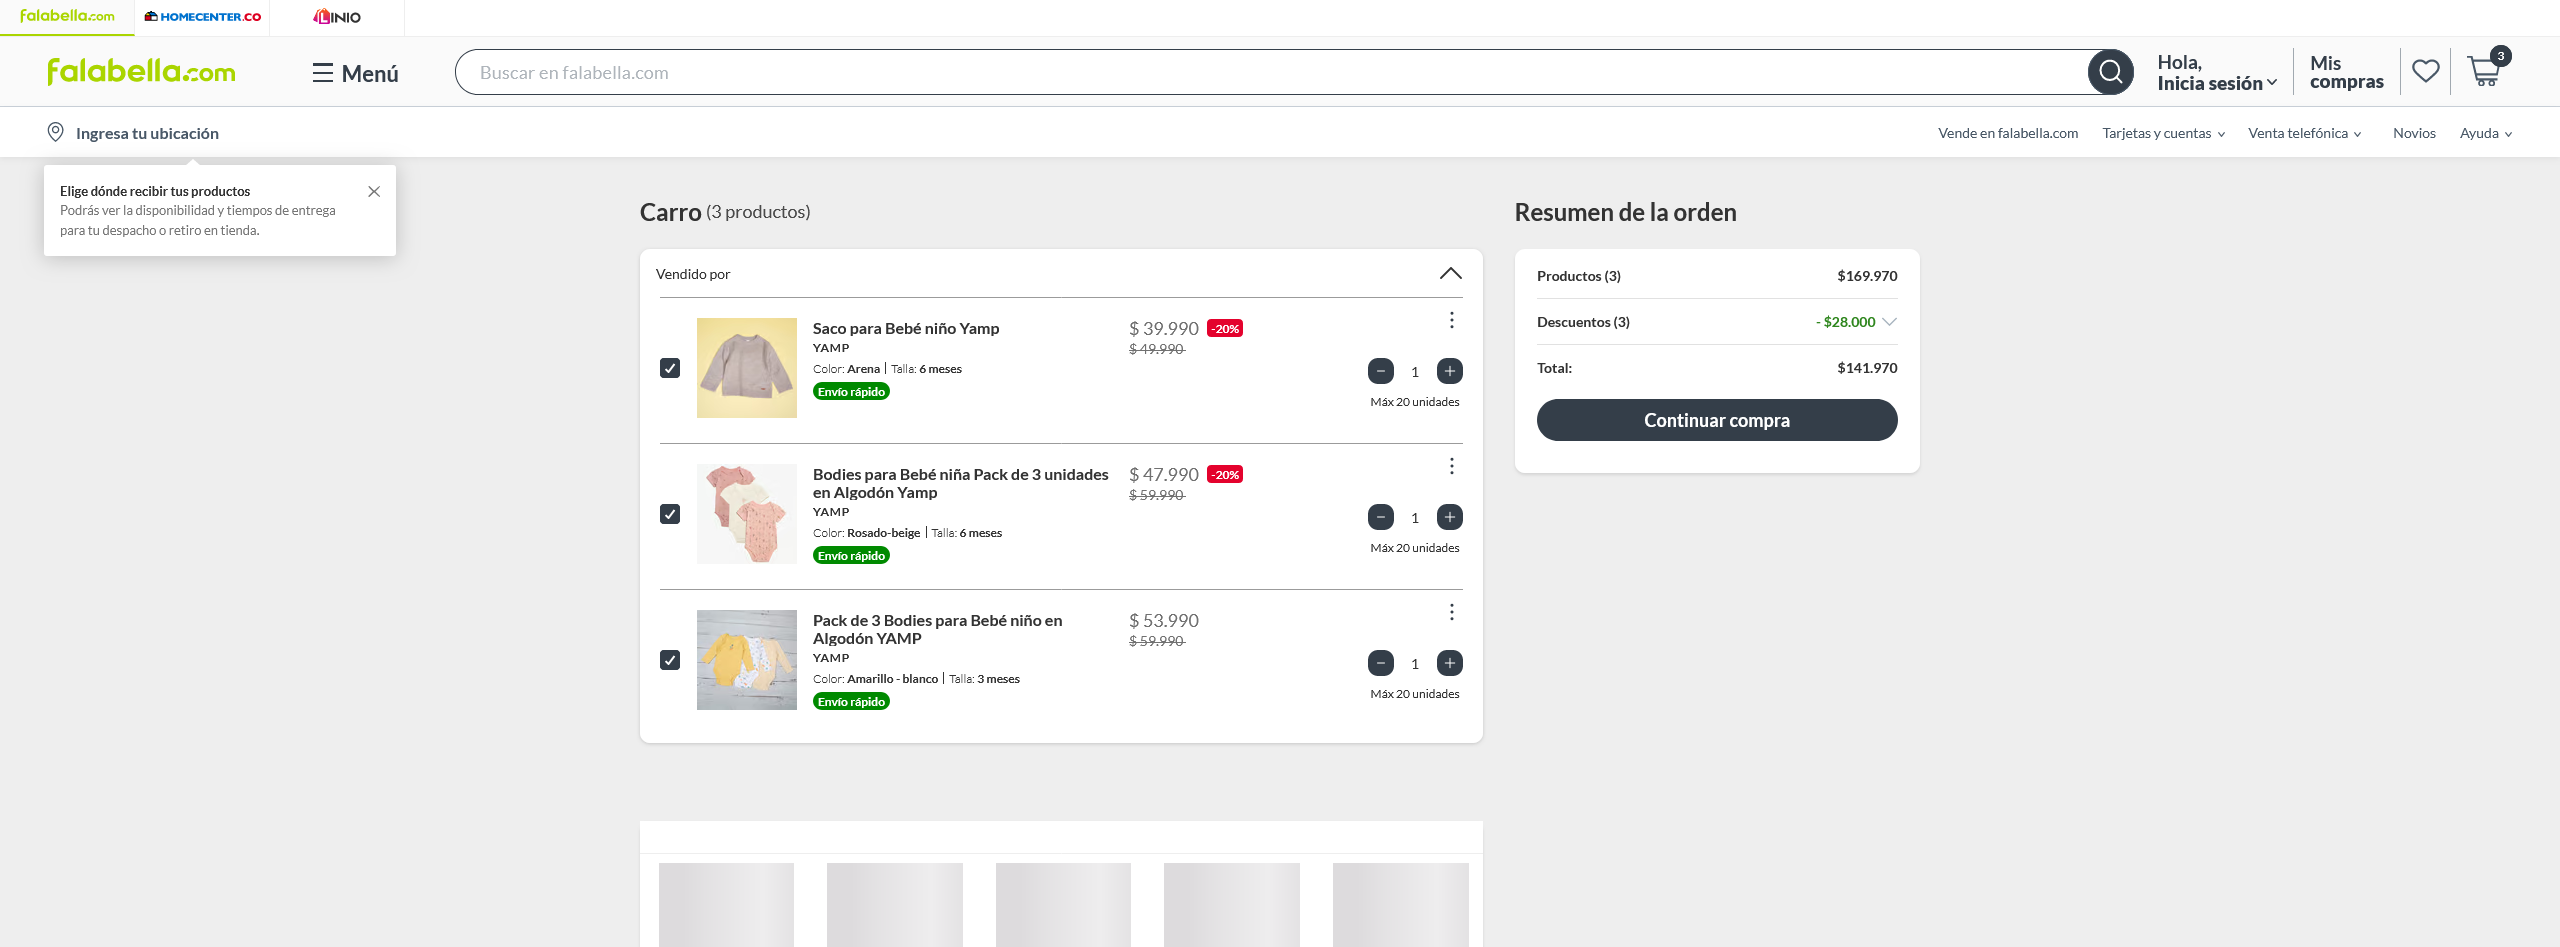 falabella.com
HOMECENTER.CO
LINIO
falabella.com
Menú
Buscar en falabella.com
Hola,
Inicia sesión
Mis
compras
3
Ingresa tu ubicación
Vende en falabella.com
Tarjetas y cuentas
Venta telefónica
Novios
Ayuda
Elige dónde recibir tus productos
Podrás ver la disponibilidad y tiempos de entrega
para tu despacho o retiro en tienda.
Carro (3 productos)
Vendido por
Saco para Bebé niño Yamp
YAMP
Color: Arena | Talla: 6 meses
Envío rápido
$ 39.990 -20%
$ 49.990
- 1 +
Máx 20 unidades
Bodies para Bebé niña Pack de 3 unidades
en Algodón Yamp
YAMP
Color: Rosado-beige | Talla: 6 meses
Envío rápido
$ 47.990 -20%
$ 59.990
- 1 +
Máx 20 unidades
Pack de 3 Bodies para Bebé niño en
Algodón YAMP
YAMP
Color: Amarillo - blanco | Talla: 3 meses
Envío rápido
$ 53.990
$ 59.990
- 1 +
Máx 20 unidades
Resumen de la orden
Productos (3) $169.970
Descuentos (3) - $28.000
Total: $141.970
Continuar compra